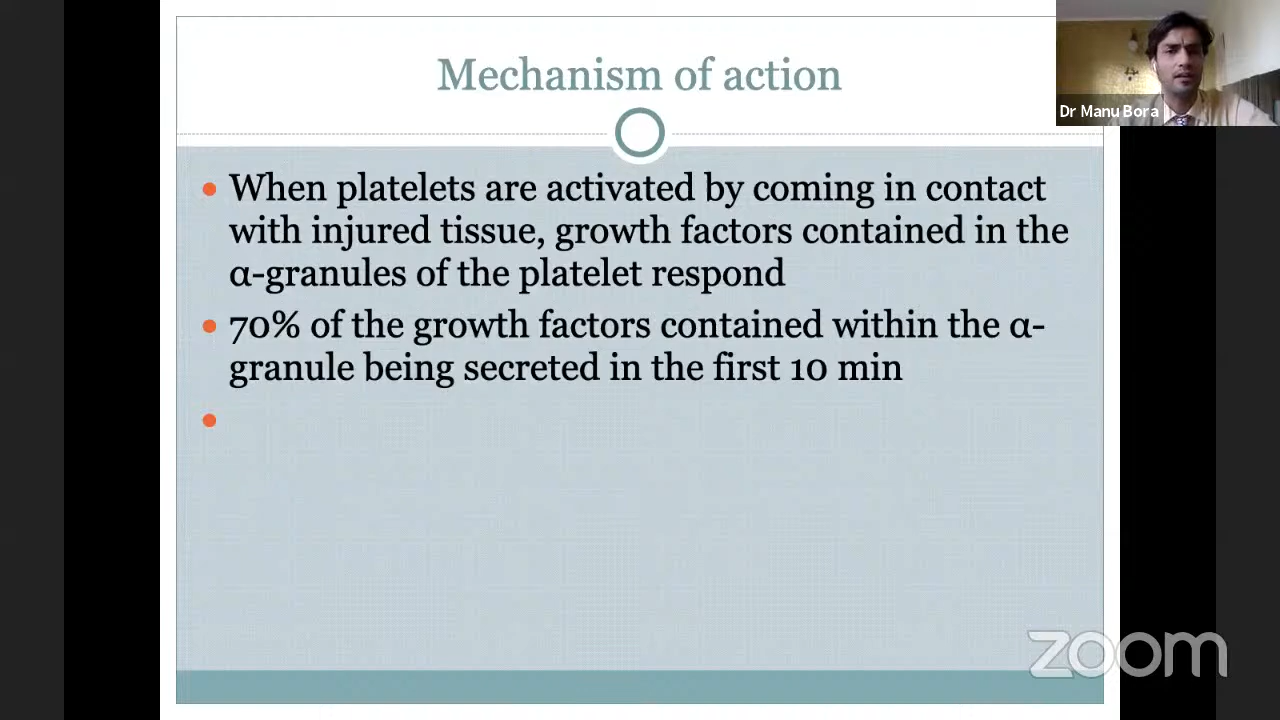 Mechanism of action
Dr Manu Bora
• When platelets are activated by coming in contact
with injured tissue, growth factors contained in the
α-granules of the platelet respond
• 70% of the growth factors contained within the α-
granule being secreted in the first 10 min
•
zoom